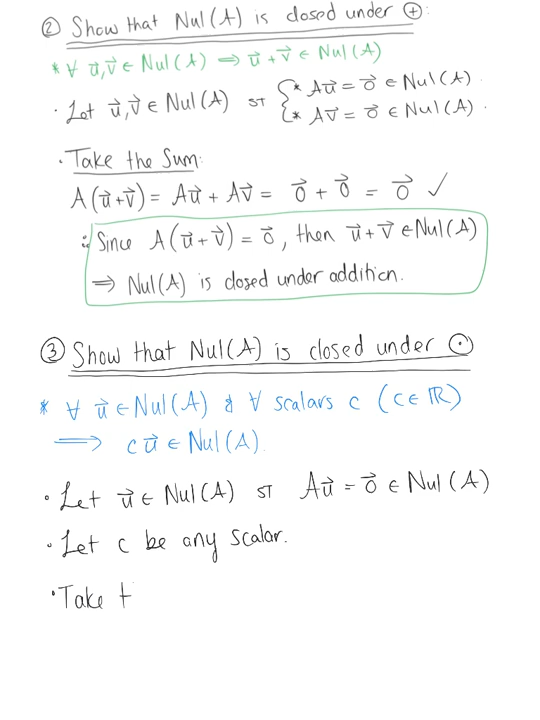 ② Show that Nul(A) is closed under ⊕:
* ∀ u⃗,v⃗ ∈ Nul(A) ⇒ u⃗+v⃗ ∈ Nul(A)
• Let u⃗,v⃗ ∈ Nul(A) ST { * Au⃗ = 0⃗ ∈ Nul(A).
* Av⃗ = 0⃗ ∈ Nul(A).
• Take the Sum:
A(u⃗+v⃗) = Au⃗ + Av⃗ = 0⃗ + 0⃗ = 0⃗ ✓
∴ Since A(u⃗+v⃗) = 0⃗, then u⃗+v⃗ ∈ Nul(A)
⇒ Nul(A) is closed under addition.
③ Show that Nul(A) is closed under ⊙
* ∀ u⃗ ∈ Nul(A) & ∀ scalars c (c ∈ ℝ)
⟹ cu⃗ ∈ Nul(A).
• Let u⃗ ∈ Nul(A) ST Au⃗ = 0⃗ ∈ Nul(A)
• Let c be any scalar.
• Take t